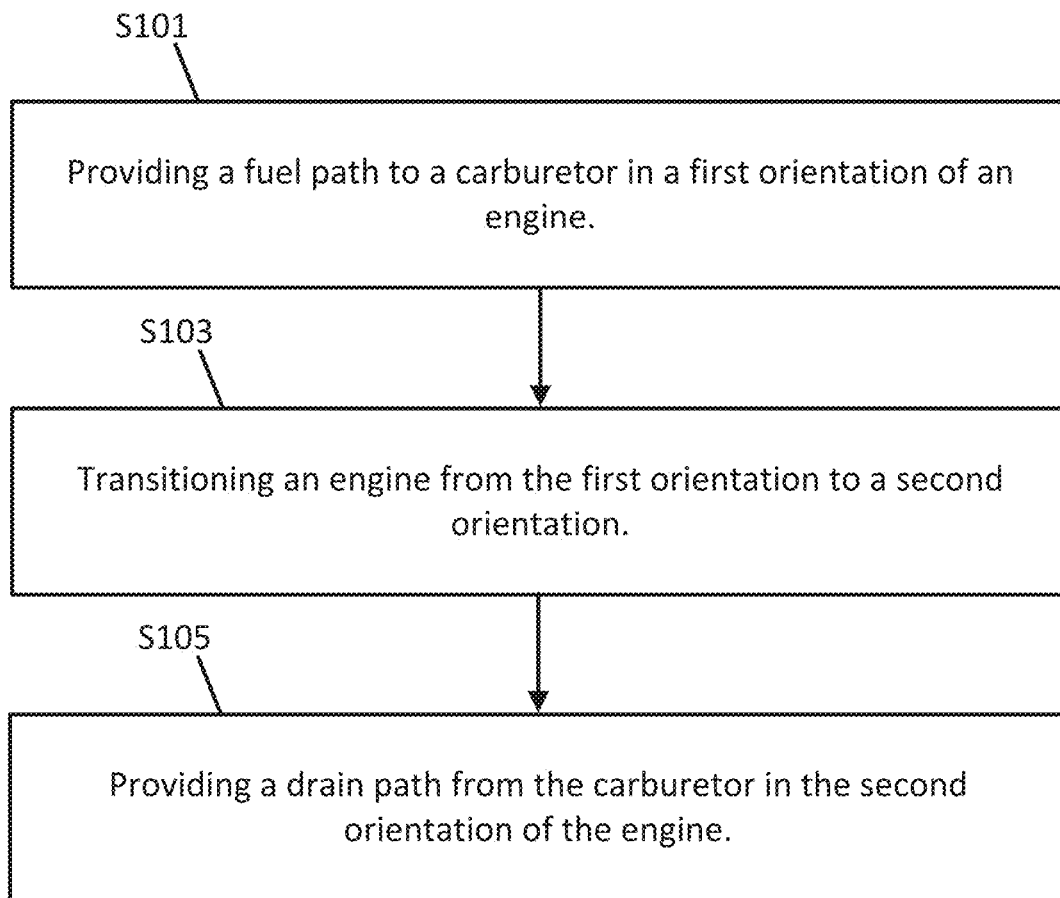 S101
Providing a fuel path to a carburetor in a first orientation of an
engine.
S103
Transitioning an engine from the first orientation to a second
orientation.
S105
Providing a drain path from the carburetor in the second
orientation of the engine.